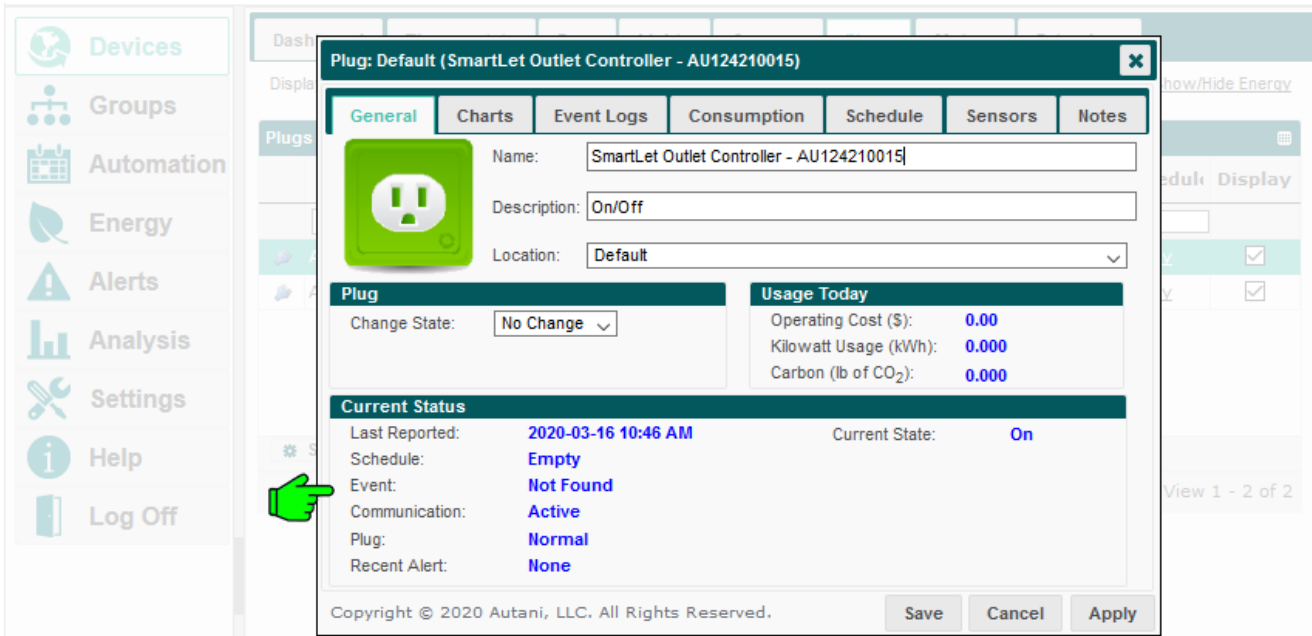 Devices
Groups
Automation
Energy
Alerts
Analysis
Settings
Help
Log Off
Show/Hide Energy
Plugs
Display
View 1 - 2 of 2
Plug: Default (SmartLet Outlet Controller - AU124210015)
General Charts Event Logs Consumption Schedule Sensors Notes
Name: SmartLet Outlet Controller - AU124210015
Description: On/Off
Location: Default
Plug
Change State: No Change
Usage Today
Operating Cost ($): 0.00
Kilowatt Usage (kWh): 0.000
Carbon (lb of CO2): 0.000
Current Status
Last Reported: 2020-03-16 10:46 AM Current State: On
Schedule: Empty
Event: Not Found
Communication: Active
Plug: Normal
Recent Alert: None
Copyright © 2020 Autani, LLC. All Rights Reserved.
Save Cancel Apply